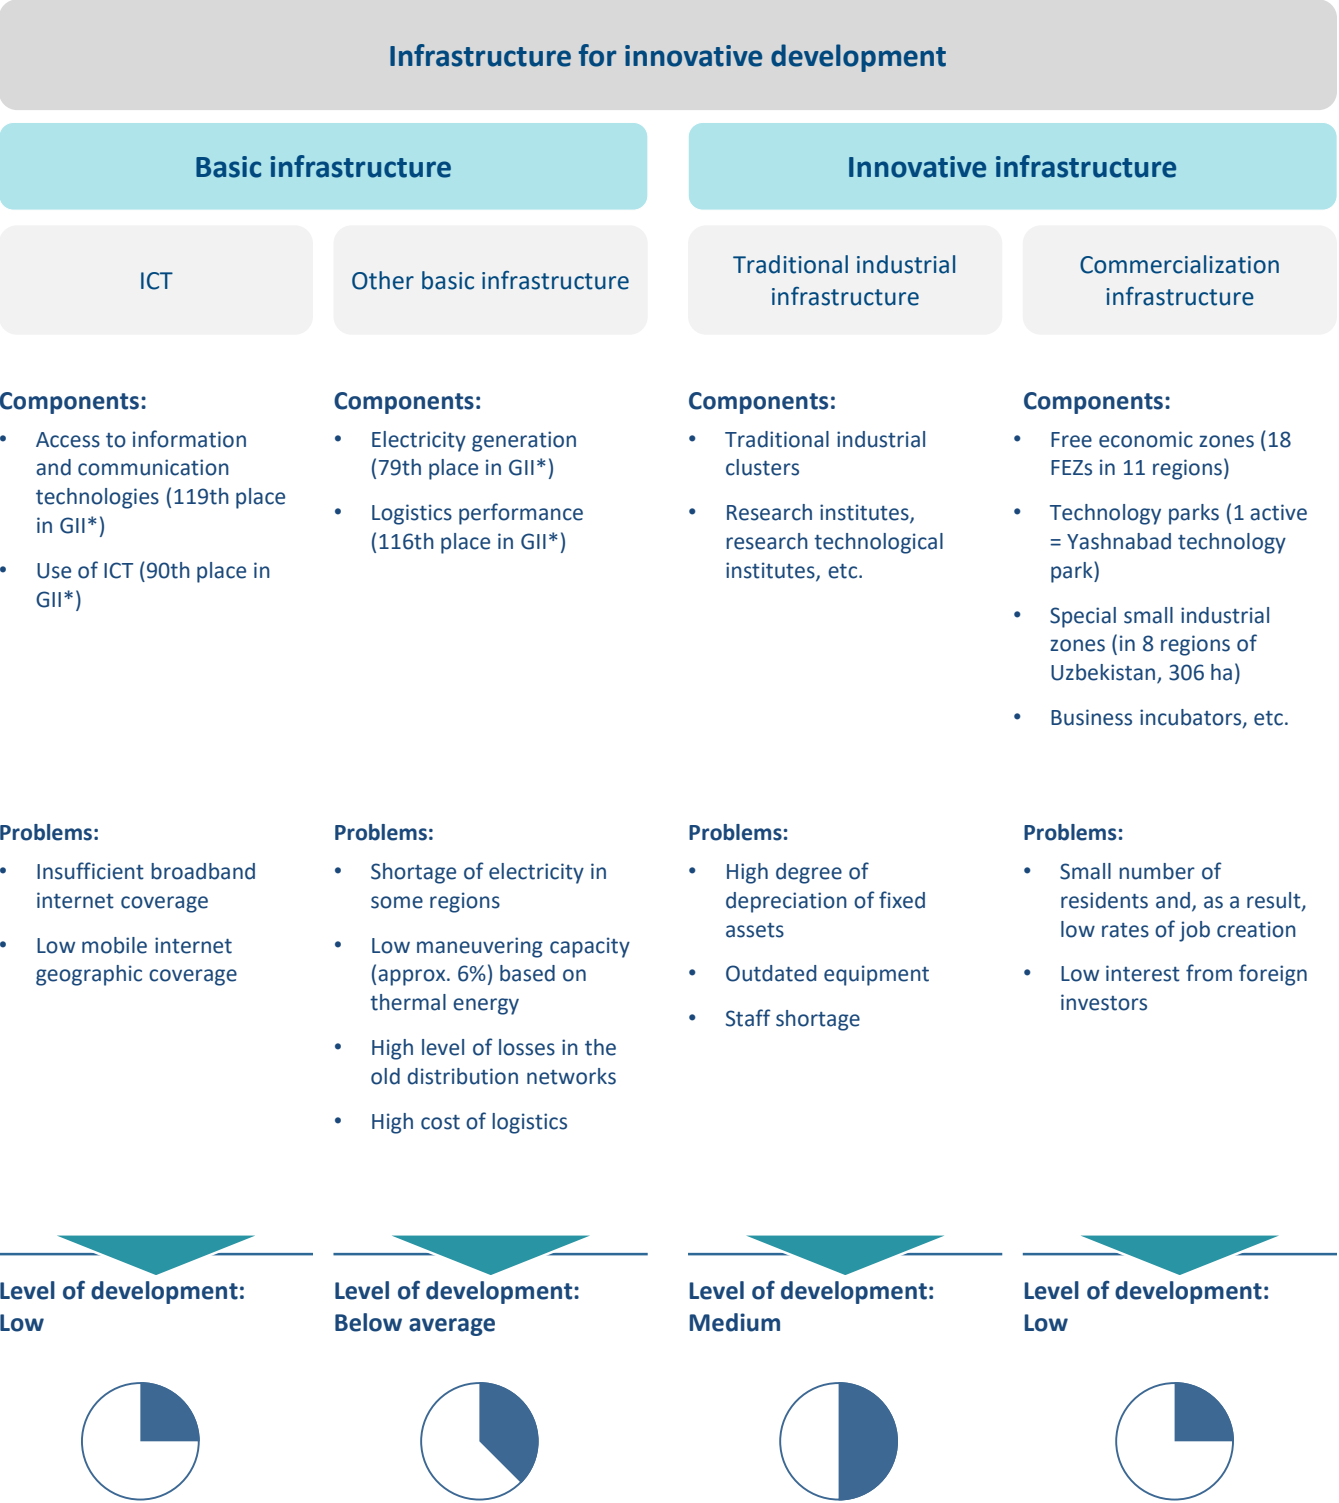 Infrastructure for innovative development
Basic infrastructure
Innovative infrastructure
ICT
Other basic infrastructure
Traditional industrial
infrastructure
Commercialization
infrastructure
Components:
• Access to information
and communication
technologies (119th place
in GII*)
• Use of ICT (90th place in
GII*)
Components:
• Electricity generation
(79th place in GII*)
• Logistics performance
(116th place in GII*)
Components:
• Traditional industrial
clusters
• Research institutes,
research technological
institutes, etc.
Components:
• Free economic zones (18
FEZs in 11 regions)
• Technology parks (1 active
= Yashnabad technology
park)
• Special small industrial
zones (in 8 regions of
Uzbekistan, 306 ha)
• Business incubators, etc.
Problems:
• Insufficient broadband
internet coverage
• Low mobile internet
geographic coverage
Problems:
• Shortage of electricity in
some regions
• Low maneuvering capacity
(approx. 6%) based on
thermal energy
• High level of losses in the
old distribution networks
• High cost of logistics
Problems:
• High degree of
depreciation of fixed
assets
• Outdated equipment
• Staff shortage
Problems:
• Small number of
residents and, as a result,
low rates of job creation
• Low interest from foreign
investors
Level of development:
Low
Level of development:
Below average
Level of development:
Medium
Level of development:
Low